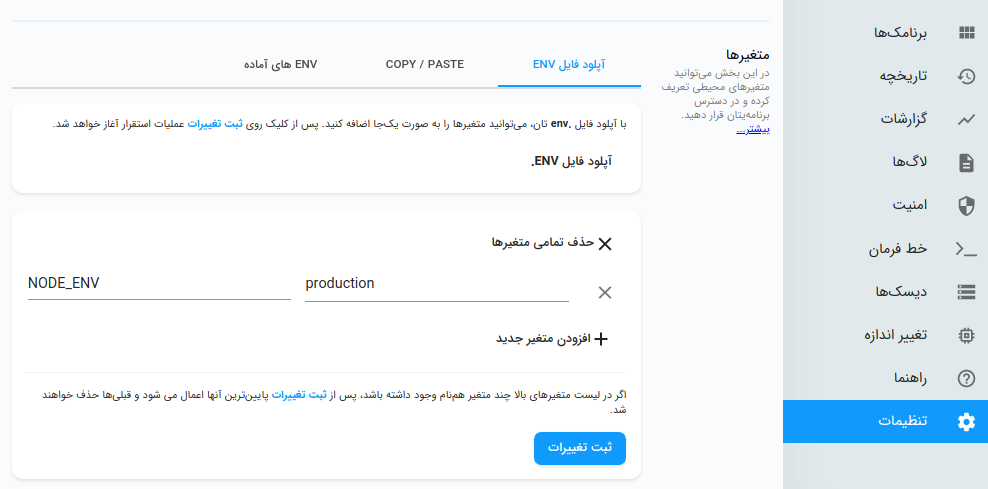 برنامک‌ها
تاریخچه
گزارشات
لاگ‌ها
امنیت
خط فرمان
دیسک‌ها
تغییر اندازه
راهنما
تنظیمات
متغیرها
در این بخش می‌توانید
متغیرهای محیطی تعریف
کرده و در دسترس
برنامه‌یتان قرار دهید.
بیشتر...
آپلود فایل ENV
COPY / PASTE
ENV های آماده
با آپلود فایل .env تان، می‌توانید متغیرها را به صورت یک‌جا اضافه کنید. پس از کلیک روی ثبت تغییرات عملیات استقرار آغاز خواهد شد.
آپلود فایل ENV.
حذف تمامی متغیرها
NODE_ENV
production
افزودن متغیر جدید
اگر در لیست متغیرهای بالا چند متغیر هم‌نام وجود داشته باشد، پس از ثبت تغییرات پایین‌ترین آنها اعمال می شود و قبلی‌ها حذف خواهند
شد.
ثبت تغییرات